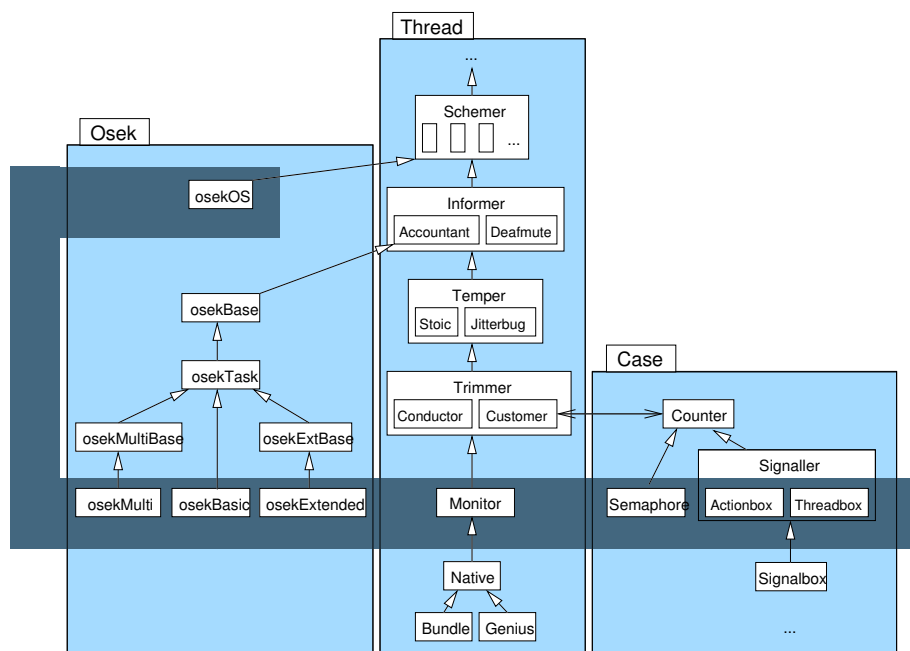 Thread
...
Schemer
...
Osek
osekOS
Informer
Accountant Deafmute
Temper
osekBase
Stoic Jitterbug
Case
osekTask
Trimmer
Conductor Customer
Counter
osekMultiBase osekExtBase
Signaller
osekMulti osekBasic osekExtended
Monitor
Semaphore Actionbox Threadbox
Native
Signalbox
Bundle Genius
...